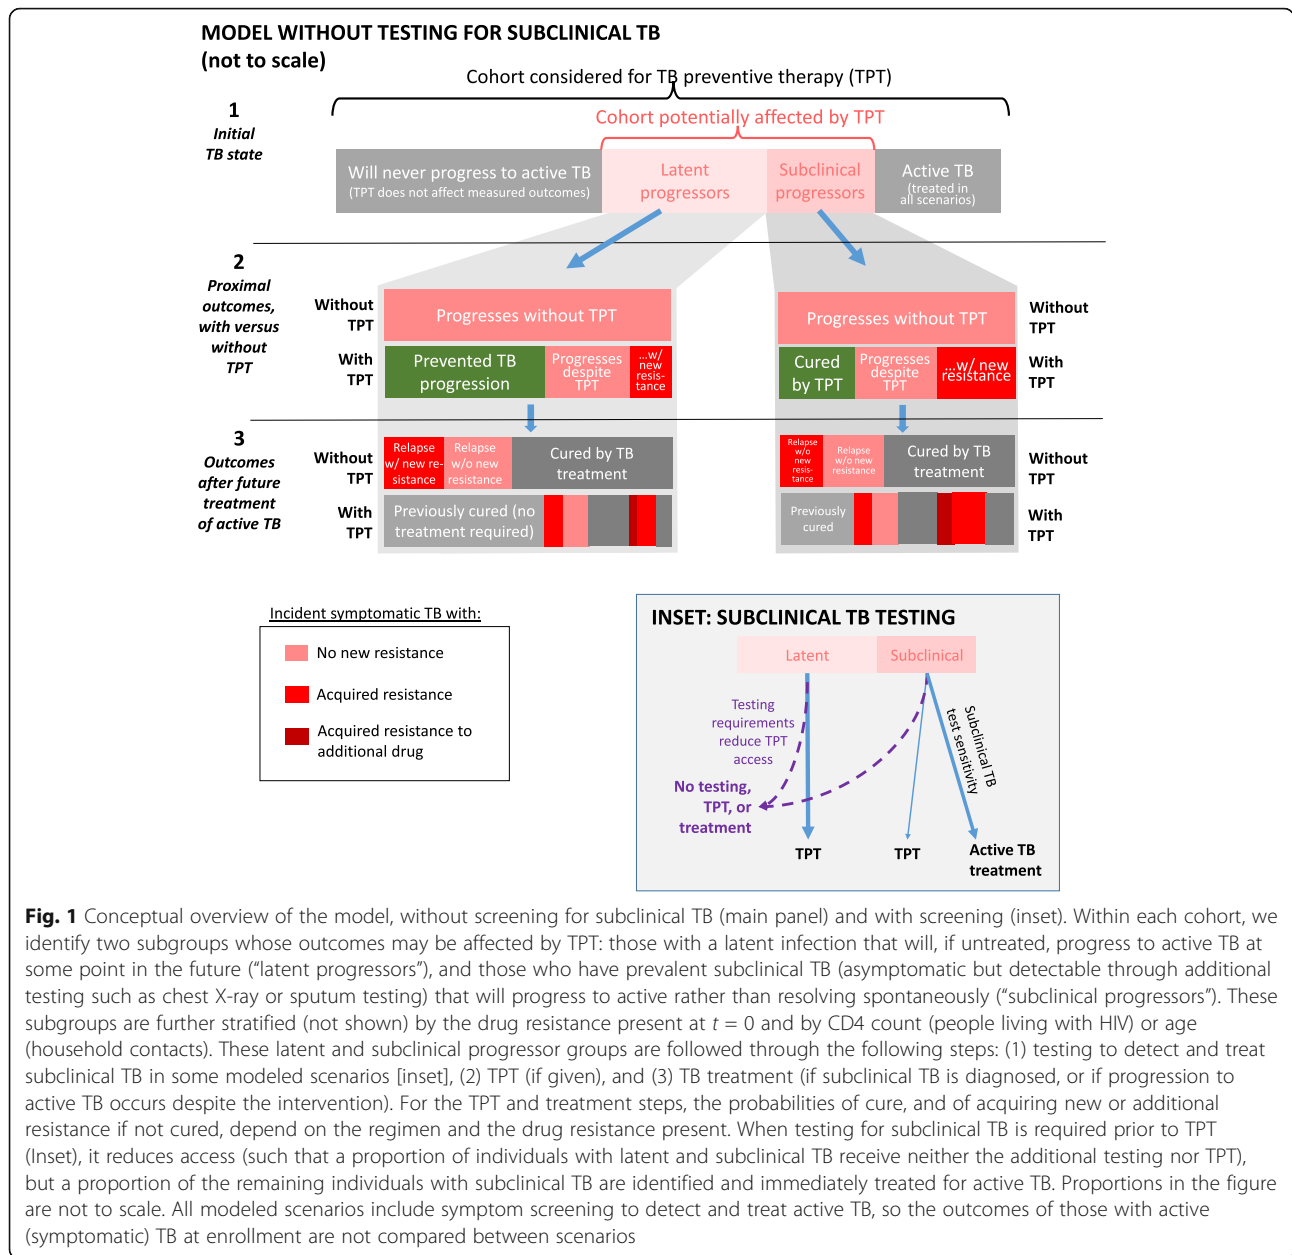 MODEL WITHOUT TESTING FOR SUBCLINICAL TB
(not to scale)
Cohort considered for TB preventive therapy (TPT)
Cohort potentially affected by TPT
1
Initial
TB state
Will never progress to active TB
(TPT does not affect measured outcomes)
Latent
progressors
Subclinical
progressors
Active TB
(treated in
all scenarios)
2
Proximal
outcomes,
with versus
without
TPT
Without
TPT
Progresses without TPT
Progresses without TPT
Without
TPT
With
TPT
Prevented TB
progression
Progresses
despite
TPT
...w/
new
resis-
tance
Cured
by TPT
Progresses
despite
TPT
...w/ new
resistance
With
TPT
3
Outcomes
after future
treatment
of active TB
Without
TPT
Relapse
w/ new re-
sistance
Relapse
w/o new
resistance
Cured by TB
treatment
Relapse
w/o
new
resis-
tance
Relapse
w/o new
resistance
Cured by TB
treatment
Without
TPT
With
TPT
Previously cured (no
treatment required)
Previously
cured
With
TPT
Incident symptomatic TB with:
No new resistance
Acquired resistance
Acquired resistance to
additional drug
INSET: SUBCLINICAL TB TESTING
Latent
Subclinical
Testing
requirements
reduce TPT
access
Subclinical TB
test sensitivity
No testing,
TPT, or
treatment
TPT
TPT
Active TB
treatment
Fig. 1 Conceptual overview of the model, without screening for subclinical TB (main panel) and with screening (inset). Within each cohort, we
identify two subgroups whose outcomes may be affected by TPT: those with a latent infection that will, if untreated, progress to active TB at
some point in the future (“latent progressors”), and those who have prevalent subclinical TB (asymptomatic but detectable through additional
testing such as chest X-ray or sputum testing) that will progress to active rather than resolving spontaneously (“subclinical progressors”). These
subgroups are further stratified (not shown) by the drug resistance present at t = 0 and by CD4 count (people living with HIV) or age
(household contacts). These latent and subclinical progressor groups are followed through the following steps: (1) testing to detect and treat
subclinical TB in some modeled scenarios [inset], (2) TPT (if given), and (3) TB treatment (if subclinical TB is diagnosed, or if progression to
active TB occurs despite the intervention). For the TPT and treatment steps, the probabilities of cure, and of acquiring new or additional
resistance if not cured, depend on the regimen and the drug resistance present. When testing for subclinical TB is required prior to TPT
(Inset), it reduces access (such that a proportion of individuals with latent and subclinical TB receive neither the additional testing nor TPT),
but a proportion of the remaining individuals with subclinical TB are identified and immediately treated for active TB. Proportions in the figure
are not to scale. All modeled scenarios include symptom screening to detect and treat active TB, so the outcomes of those with active
(symptomatic) TB at enrollment are not compared between scenarios